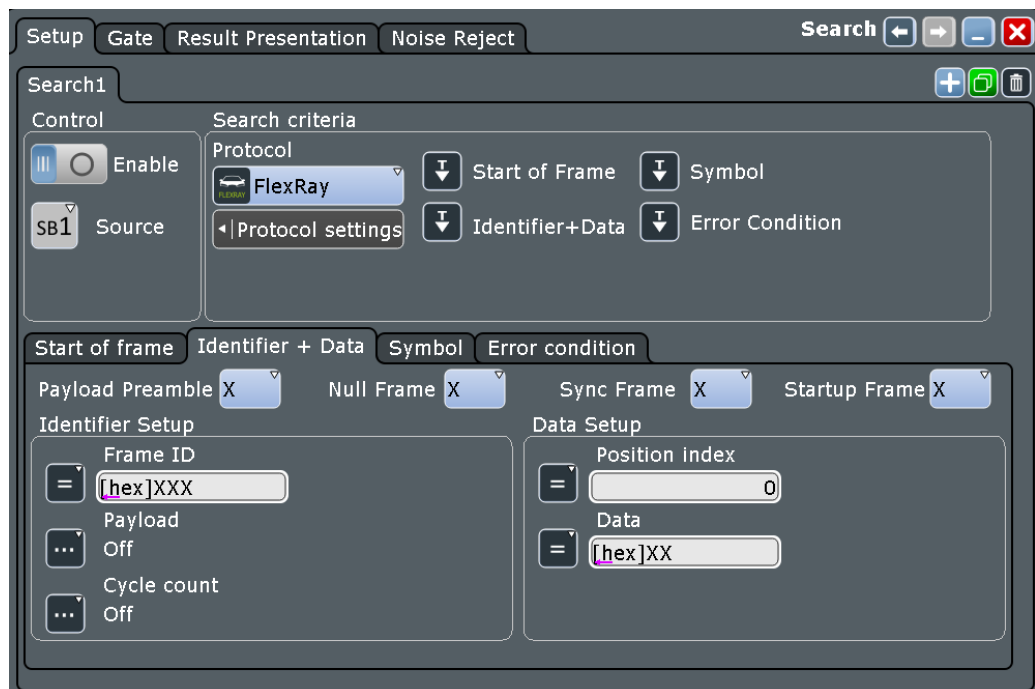 Setup Gate Result Presentation Noise Reject Search
Search1
Control Search criteria
Protocol
Enable FLEXRAY FlexRay Start of Frame Symbol
SB1 Source Protocol settings Identifier+Data Error Condition
Start of frame Identifier + Data Symbol Error condition
Payload Preamble X Null Frame X Sync Frame X Startup Frame X
Identifier Setup Data Setup
Frame ID Position index
= [hex]XXX = 0
Payload Data
... Off = [hex]XX
Cycle count
... Off